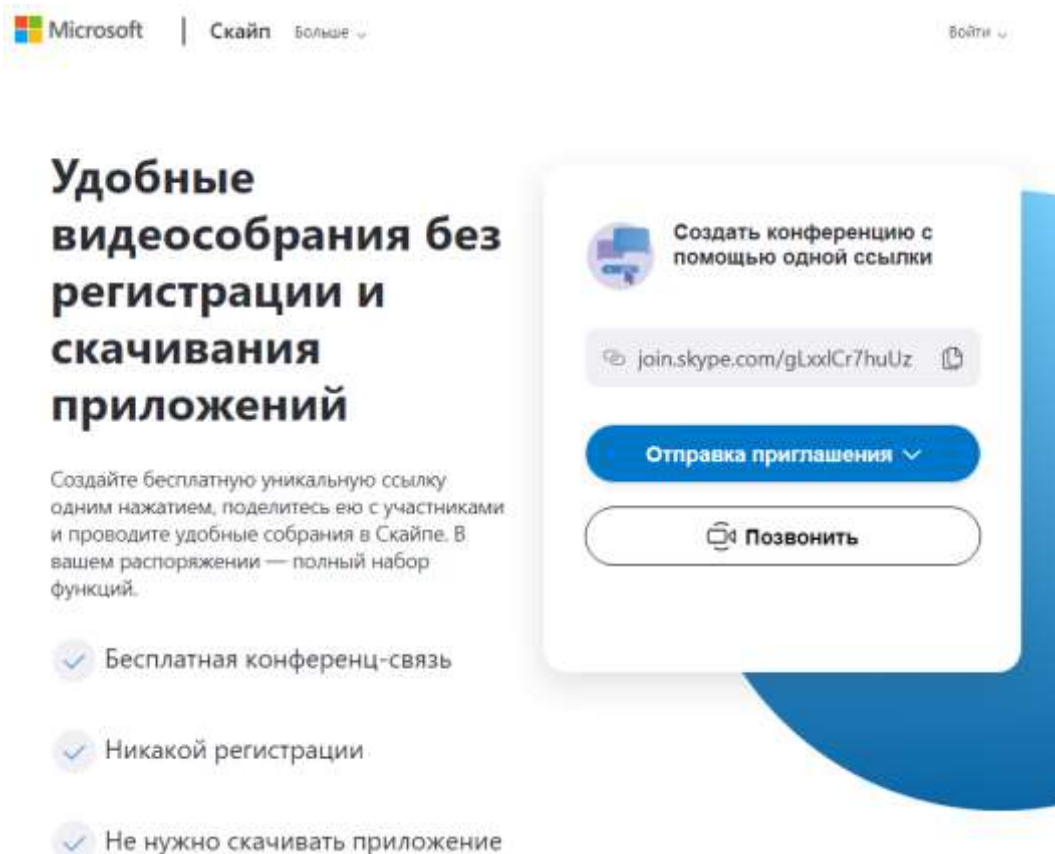 Microsoft | Скайп Больше
Войти
Удобные
видеособрания без
регистрации и
скачивания
приложений
Создайте бесплатную уникальную ссылку
одним нажатием, поделитесь ею с участниками
и проводите удобные собрания в Скайпе. В
вашем распоряжении — полный набор
функций.
Бесплатная конференц-связь
Никакой регистрации
Не нужно скачивать приложение
Создать конференцию с
помощью одной ссылки
join.skype.com/gLxxlCr7huUz
Отправка приглашения
Позвонить